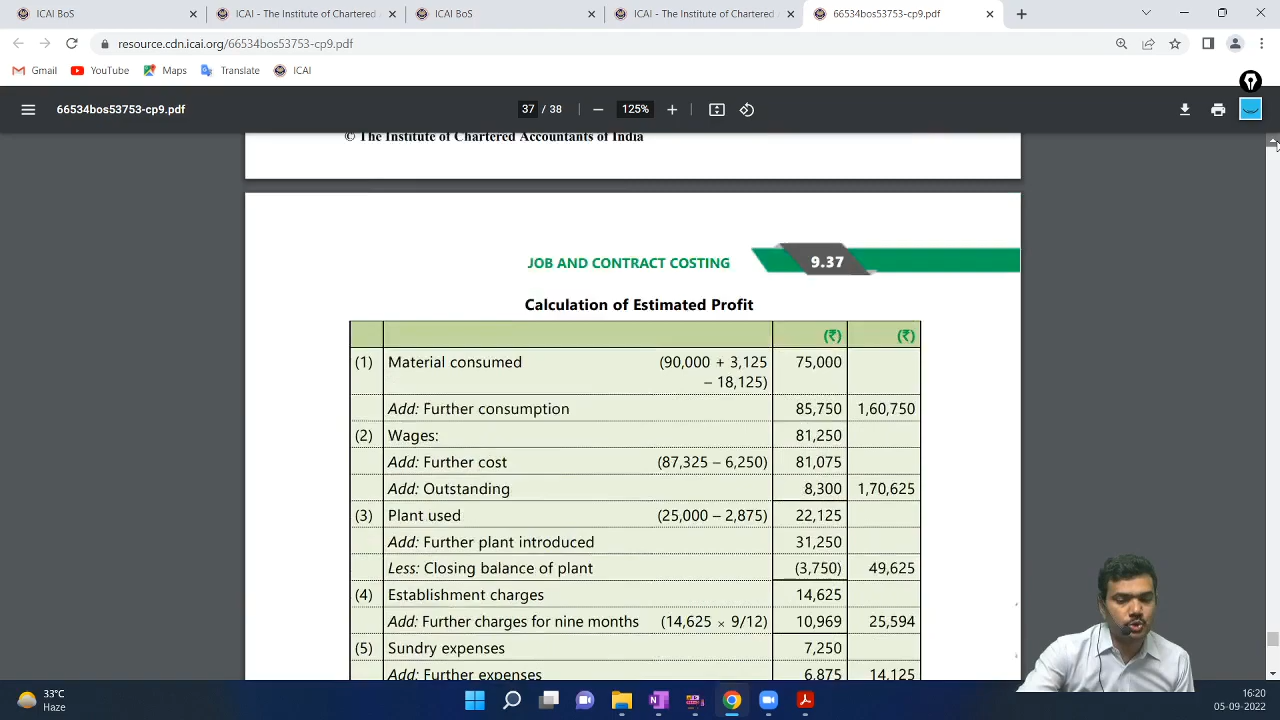 ICAI BoS
ICAI - The Institute of Chartered
ICAI BoS
ICAI - The Institute of Chartered
66534bos53753-cp9.pdf
resource.cdn.icai.org/66534bos53753-cp9.pdf
Gmail
YouTube
Maps
Translate
ICAI
66534bos53753-cp9.pdf
37 / 38
125%
© The Institute of Chartered Accountants of India
JOB AND CONTRACT COSTING
9.37
Calculation of Estimated Profit
(₹) (₹)
(1) Material consumed (90,000 + 3,125 – 18,125) 75,000
Add: Further consumption 85,750 1,60,750
(2) Wages: 81,250
Add: Further cost (87,325 – 6,250) 81,075
Add: Outstanding 8,300 1,70,625
(3) Plant used (25,000 – 2,875) 22,125
Add: Further plant introduced 31,250
Less: Closing balance of plant (3,750) 49,625
(4) Establishment charges 14,625
Add: Further charges for nine months (14,625 × 9/12) 10,969 25,594
(5) Sundry expenses 7,250
Add: Further expenses 6,875 14,125
33°C
Haze
16:20
05-09-2022